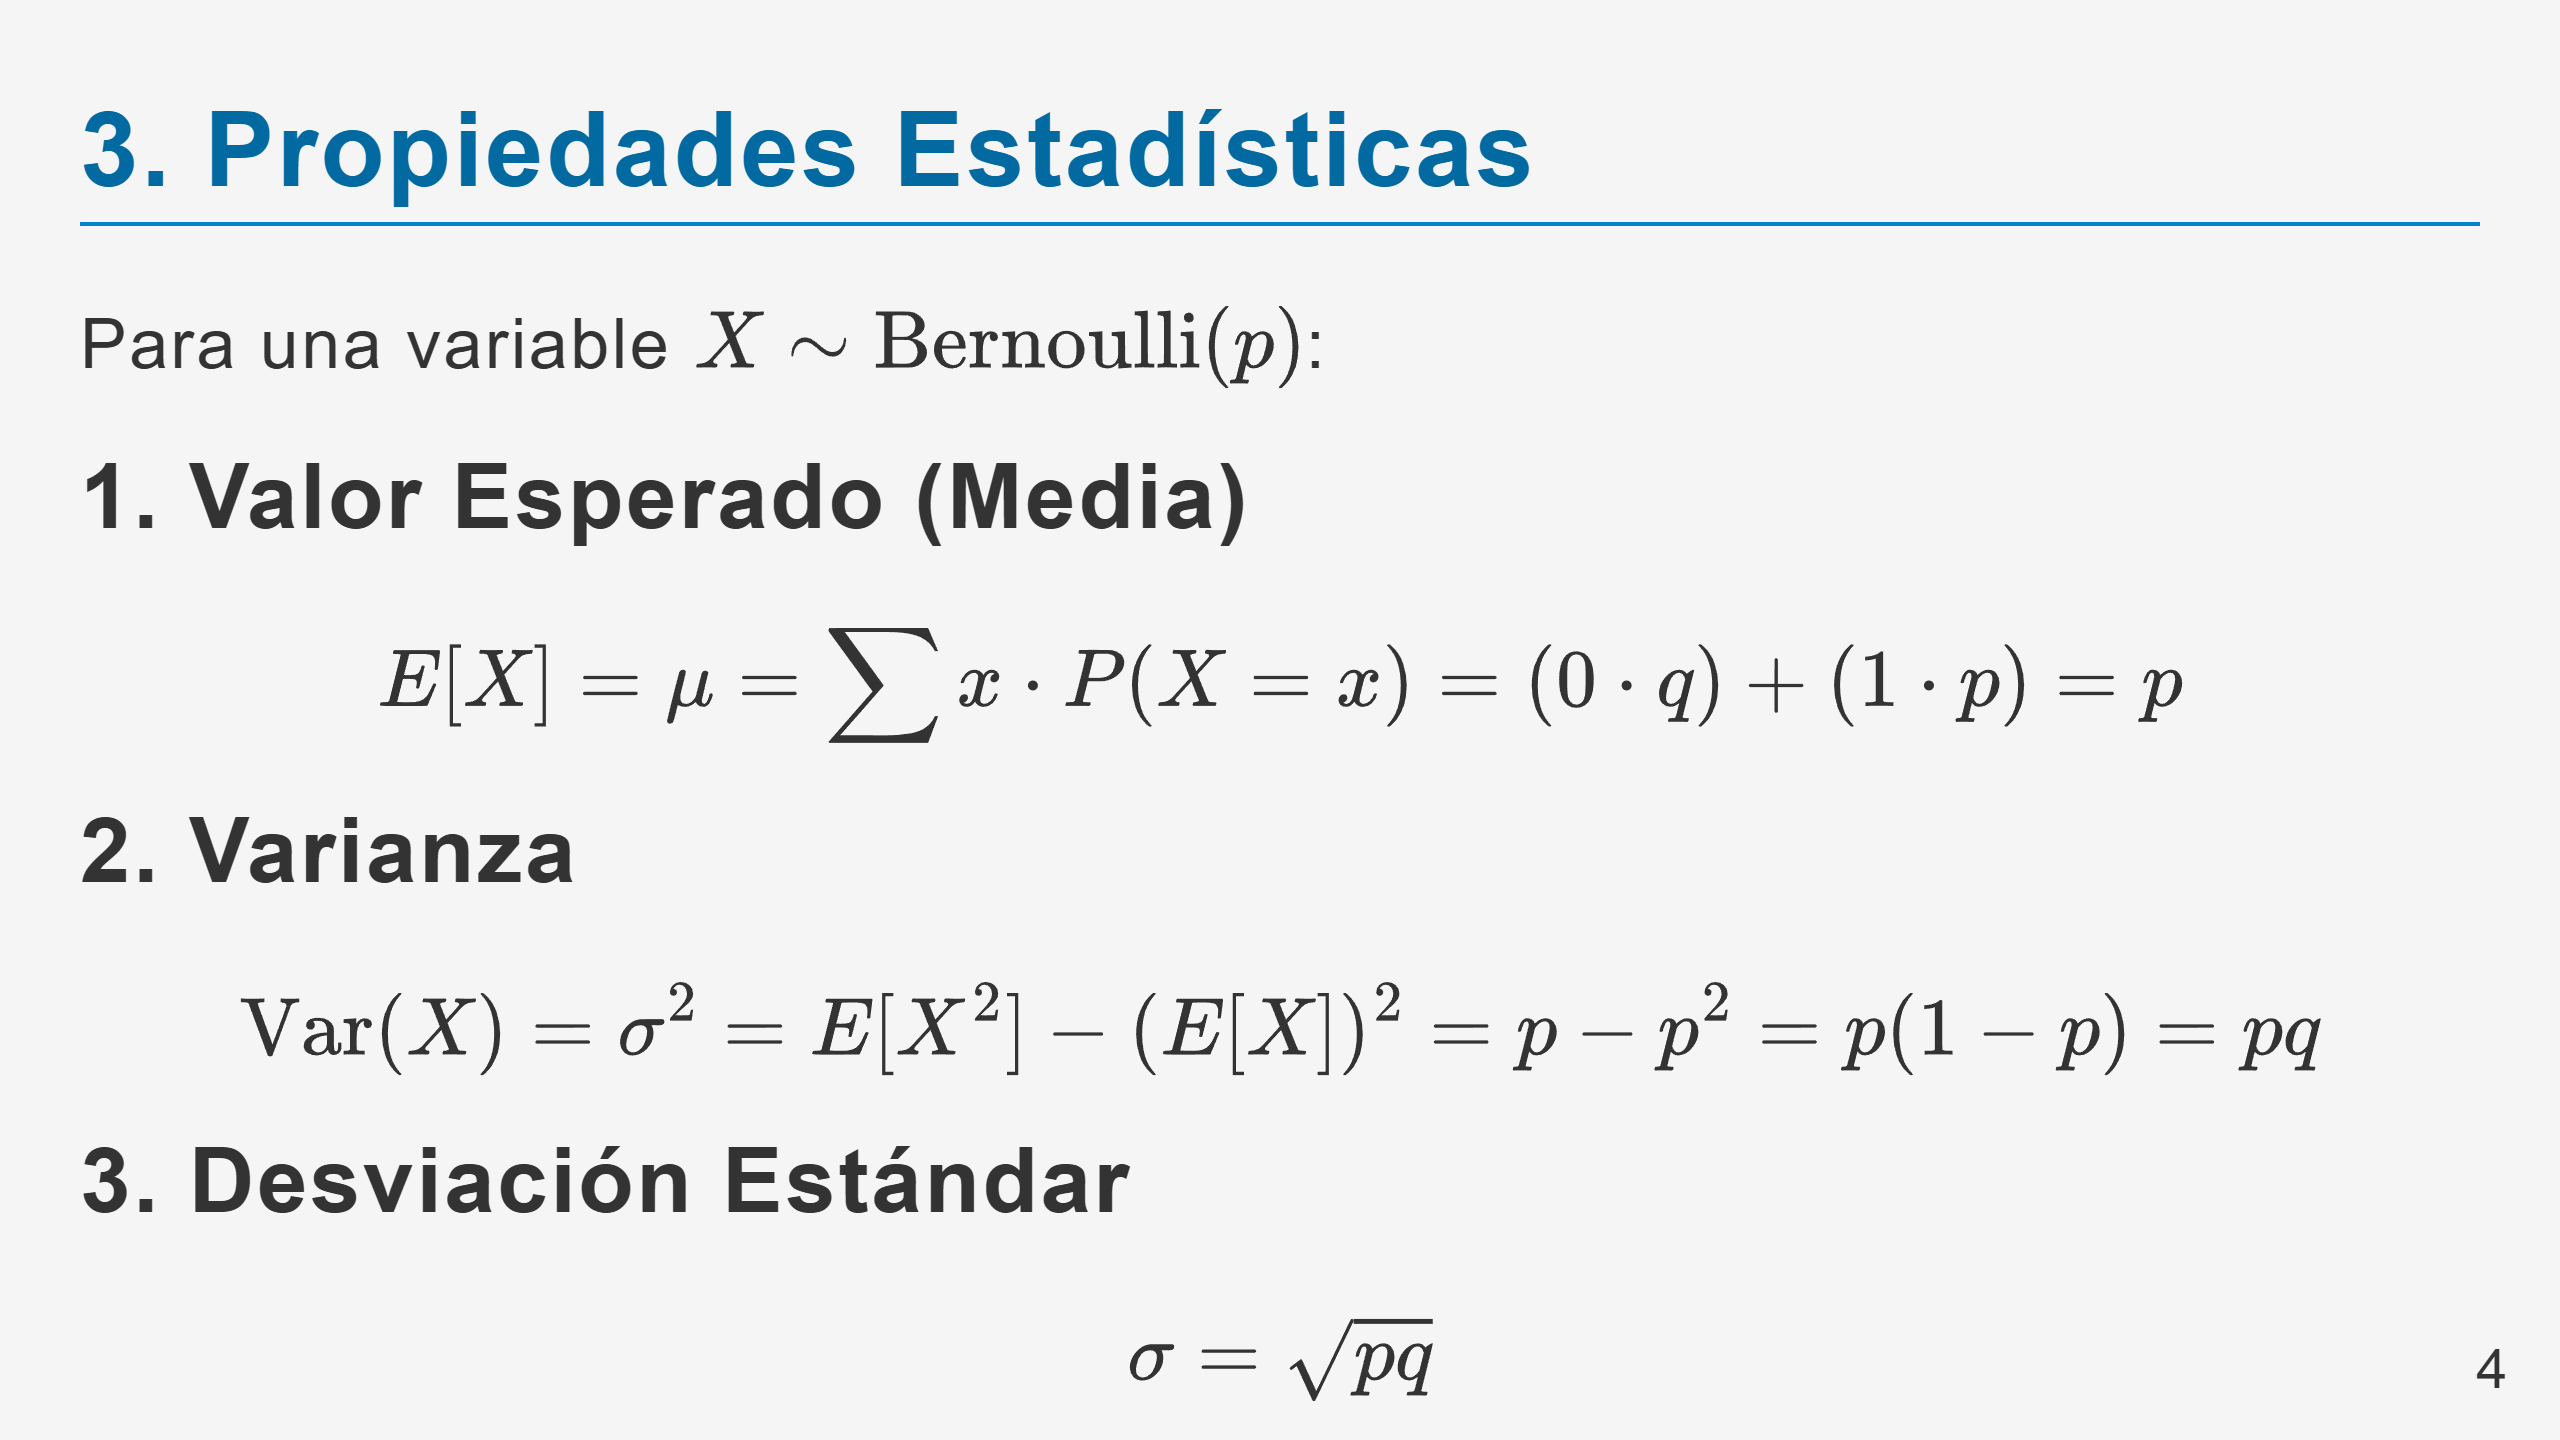 3. Propiedades Estadísticas
Para una variable X ∼ Bernoulli(p):
1. Valor Esperado (Media)
E[X] = μ = ∑ x · P(X = x) = (0 · q) + (1 · p) = p
2. Varianza
Var(X) = σ² = E[X²] − (E[X])² = p − p² = p(1 − p) = pq
3. Desviación Estándar
σ = √pq
4